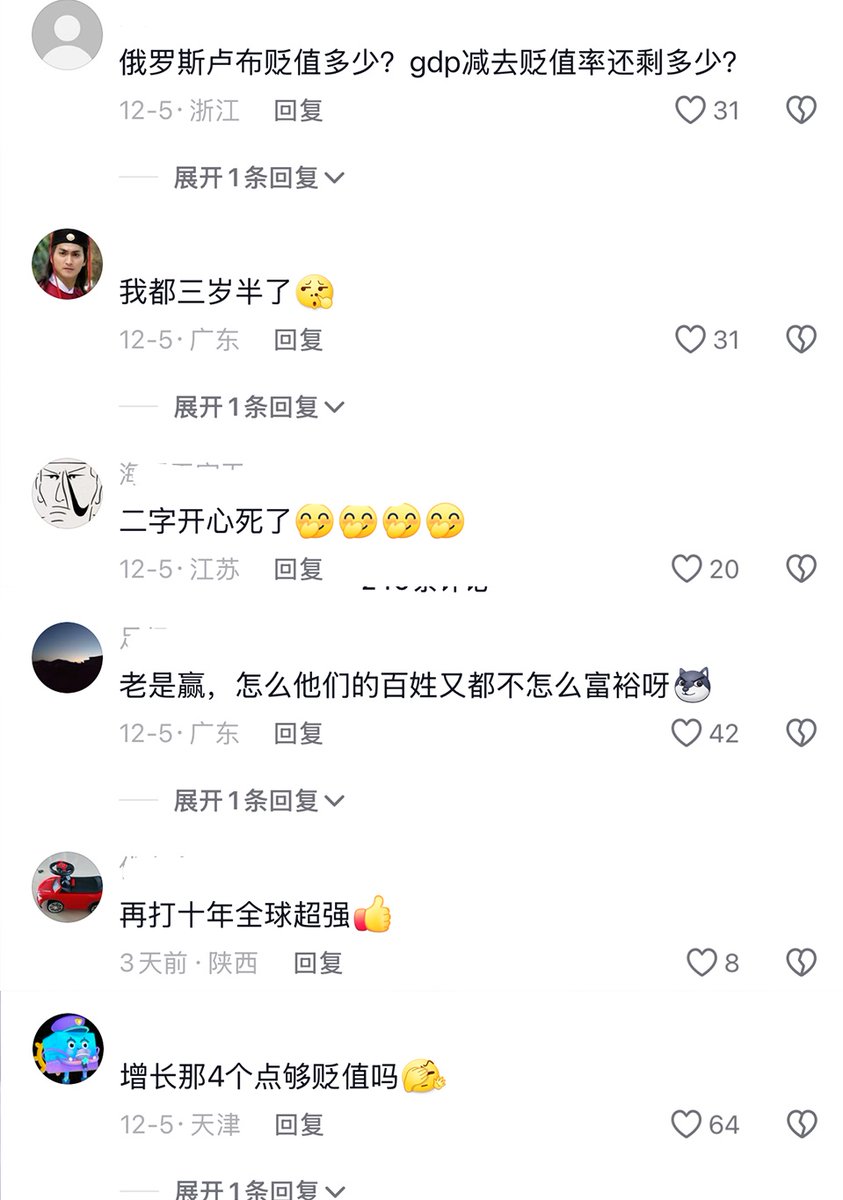 俄罗斯卢布贬值多少？gdp减去贬值率还剩多少？
12-5·浙江 回复 31
展开1条回复
我都三岁半了
12-5·广东 回复 31
展开1条回复
二字开心死了
12-5·江苏 回复 20
老是赢，怎么他们的百姓又都不怎么富裕呀
12-5·广东 回复 42
展开1条回复
再打十年全球超强
3天前·陕西 回复 8
增长那4个点够贬值吗
12-5·天津 回复 64
展开1条回复